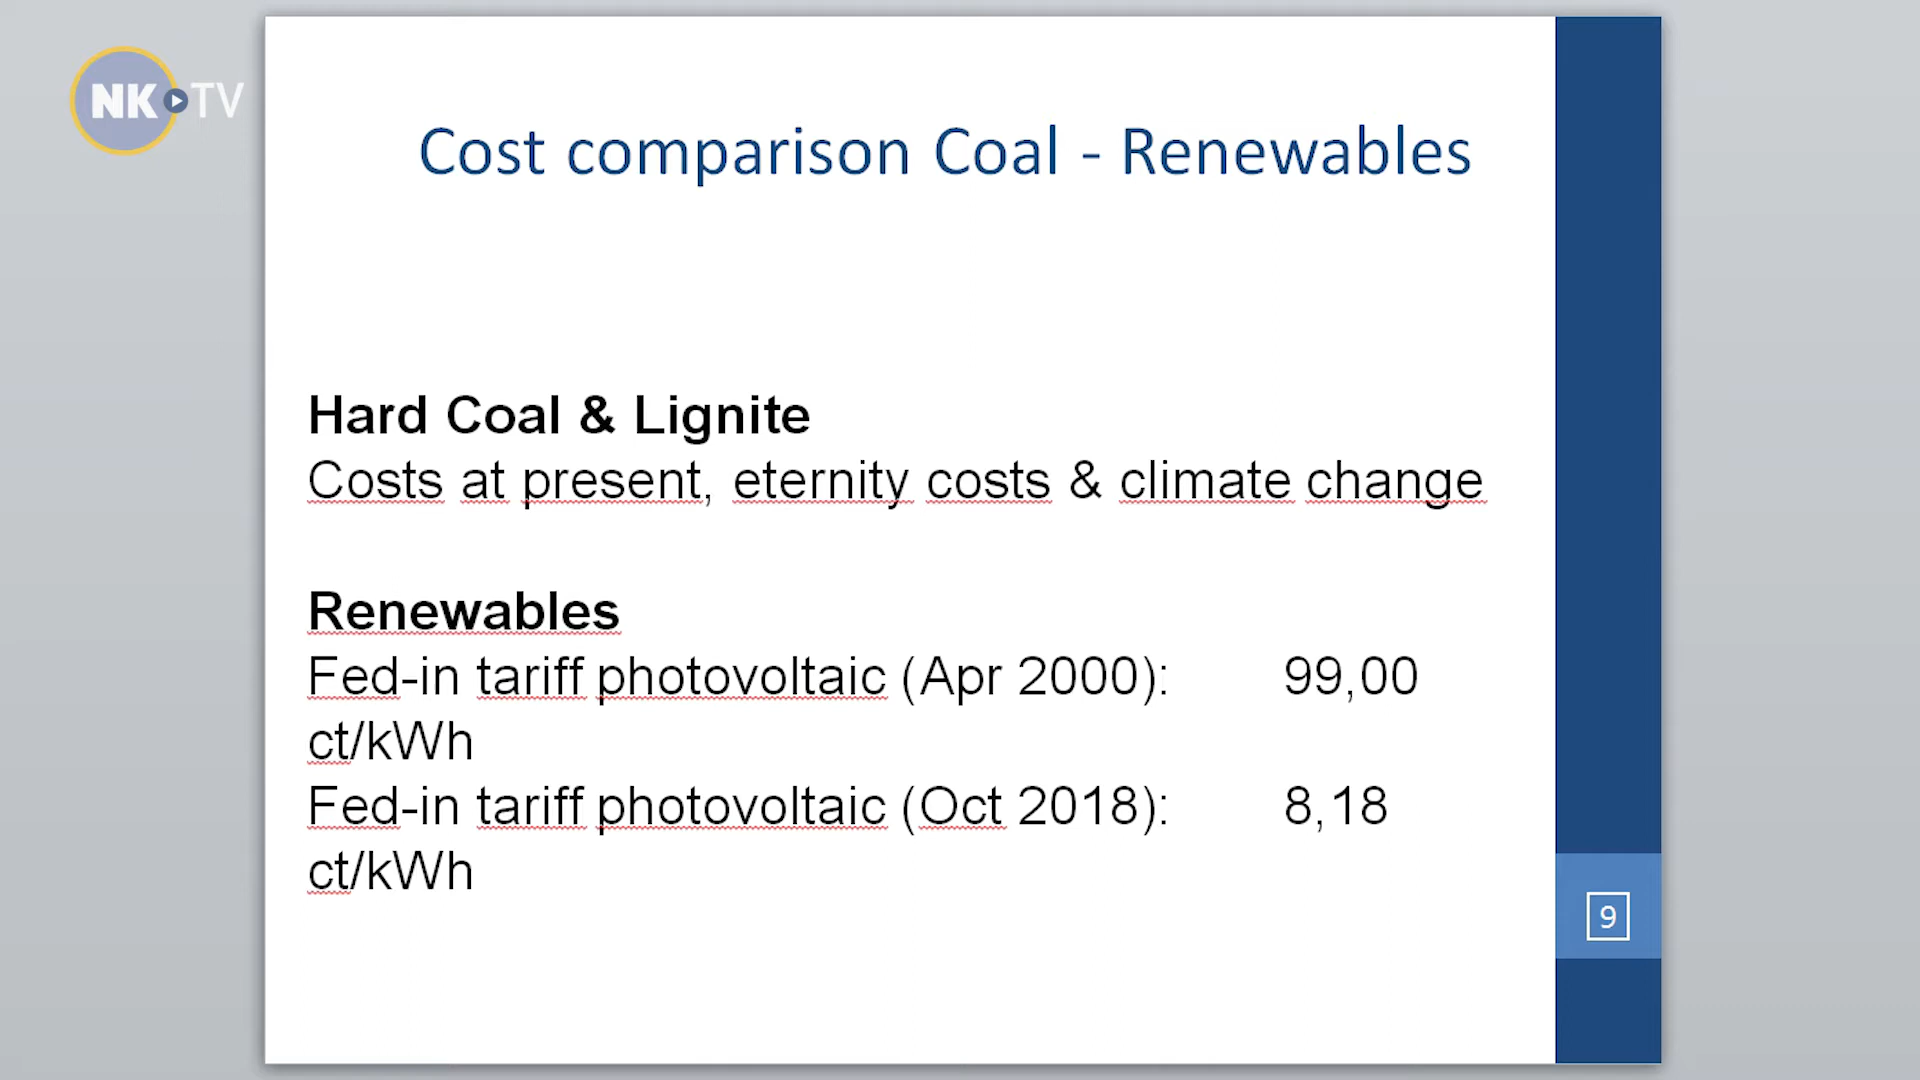 NK TV
Cost comparison Coal - Renewables
Hard Coal & Lignite
Costs at present, eternity costs & climate change
Renewables
Fed-in tariff photovoltaic (Apr 2000): 99,00
ct/kWh
Fed-in tariff photovoltaic (Oct 2018): 8,18
ct/kWh
9